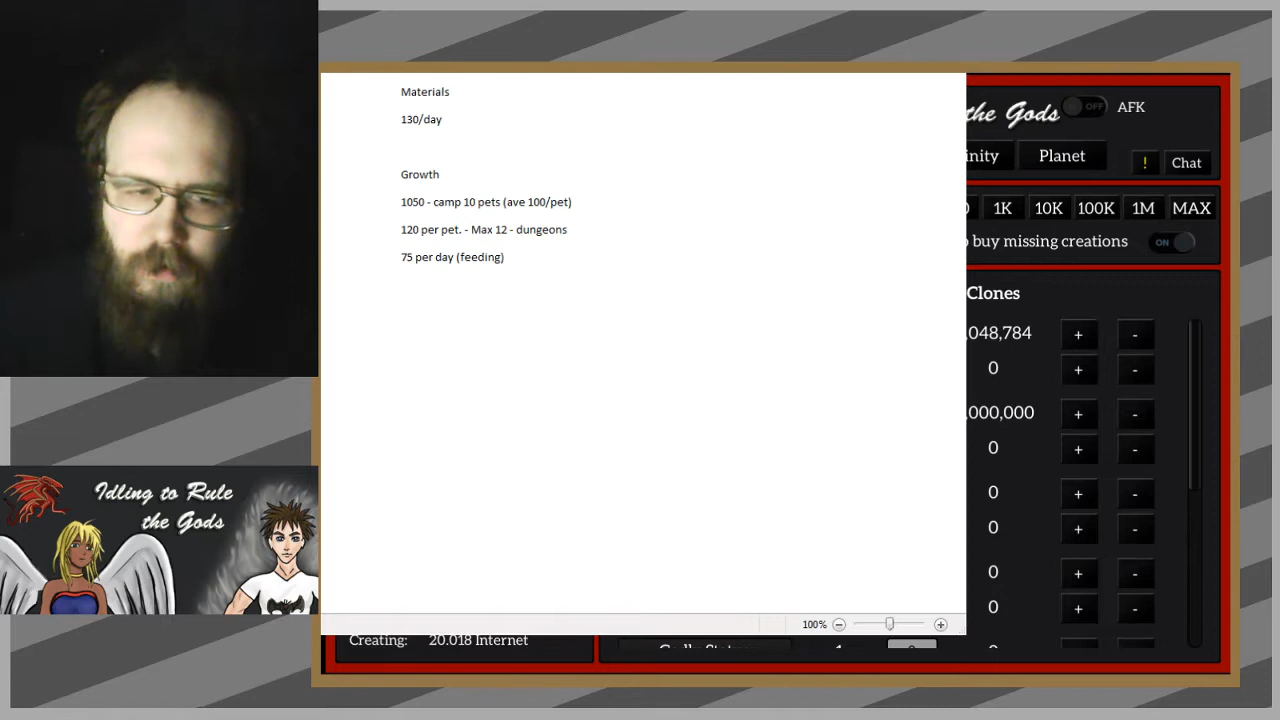 Materials
130/day
Growth
1050 - camp 10 pets (ave 100/pet)
120 per pet. - Max 12 - dungeons
75 per day (feeding)
100%
the Gods
OFF
AFK
inity
Planet
!
Chat
1K
10K
100K
1M
MAX
buy missing creations
ON
Clones
,048,784
+
-
0
+
-
,000,000
+
-
0
+
-
0
+
-
0
+
-
0
+
-
0
+
-
Creating:
20.018 Internet
Idling to Rule
the Gods